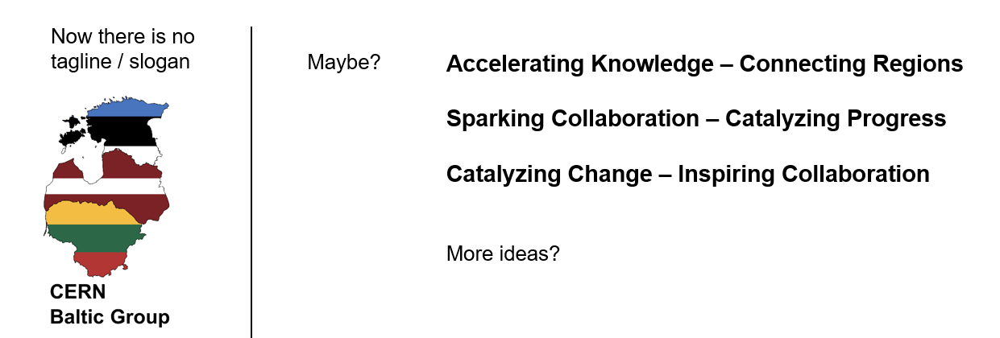 Now there is no
tagline / slogan
CERN
Baltic Group
Maybe?
Accelerating Knowledge – Connecting Regions
Sparking Collaboration – Catalyzing Progress
Catalyzing Change – Inspiring Collaboration
More ideas?